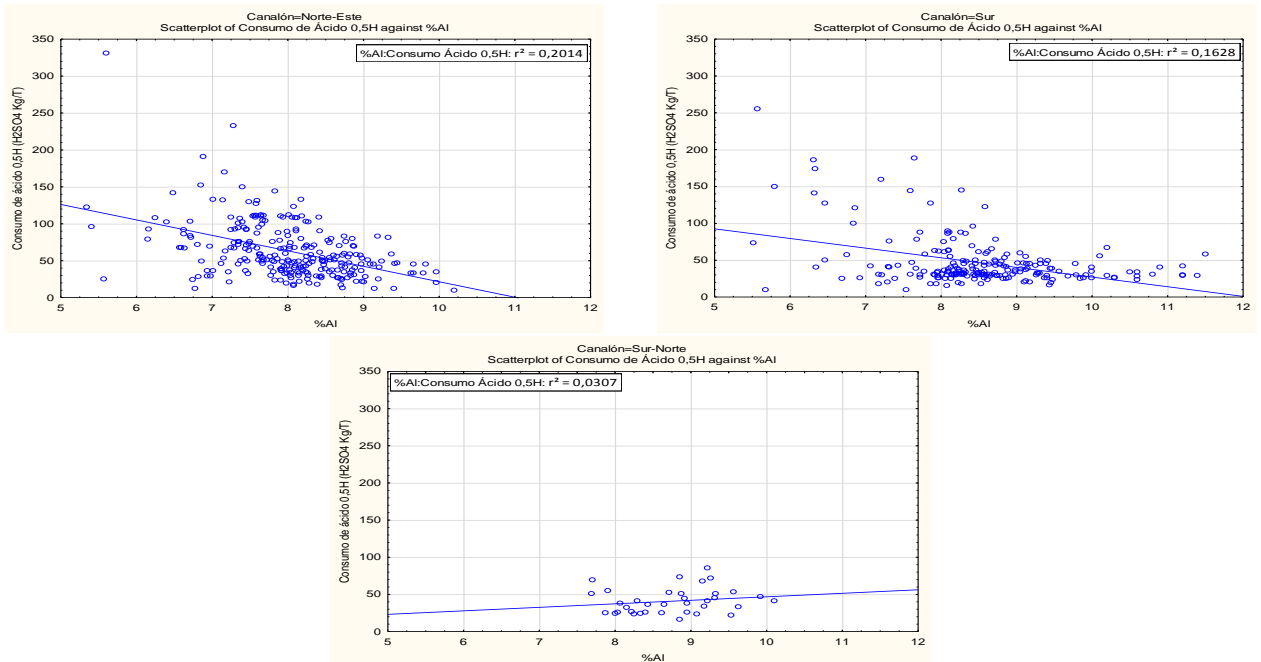 Canalón=Norte-Este
Scatterplot of Consumo de Ácido 0,5H against %Al
%Al:Consumo Ácido 0,5H: r² = 0,2014
Consumo de ácido 0,5H (H2SO4 Kg/T)
350
300
250
200
150
100
50
0
5 6 7 8 9 10 11 12
%Al
Canalón=Sur
Scatterplot of Consumo de Ácido 0,5H against %Al
%Al:Consumo Ácido 0,5H: r² = 0,1628
Consumo de ácido 0,5H (H2SO4 Kg/T)
350
300
250
200
150
100
50
0
5 6 7 8 9 10 11 12
%Al
Canalón=Sur-Norte
Scatterplot of Consumo de Ácido 0,5H against %Al
%Al:Consumo Ácido 0,5H: r² = 0,0307
Consumo de ácido 0,5H (H2SO4 Kg/T)
350
300
250
200
150
100
50
0
5 6 7 8 9 10 11 12
%Al